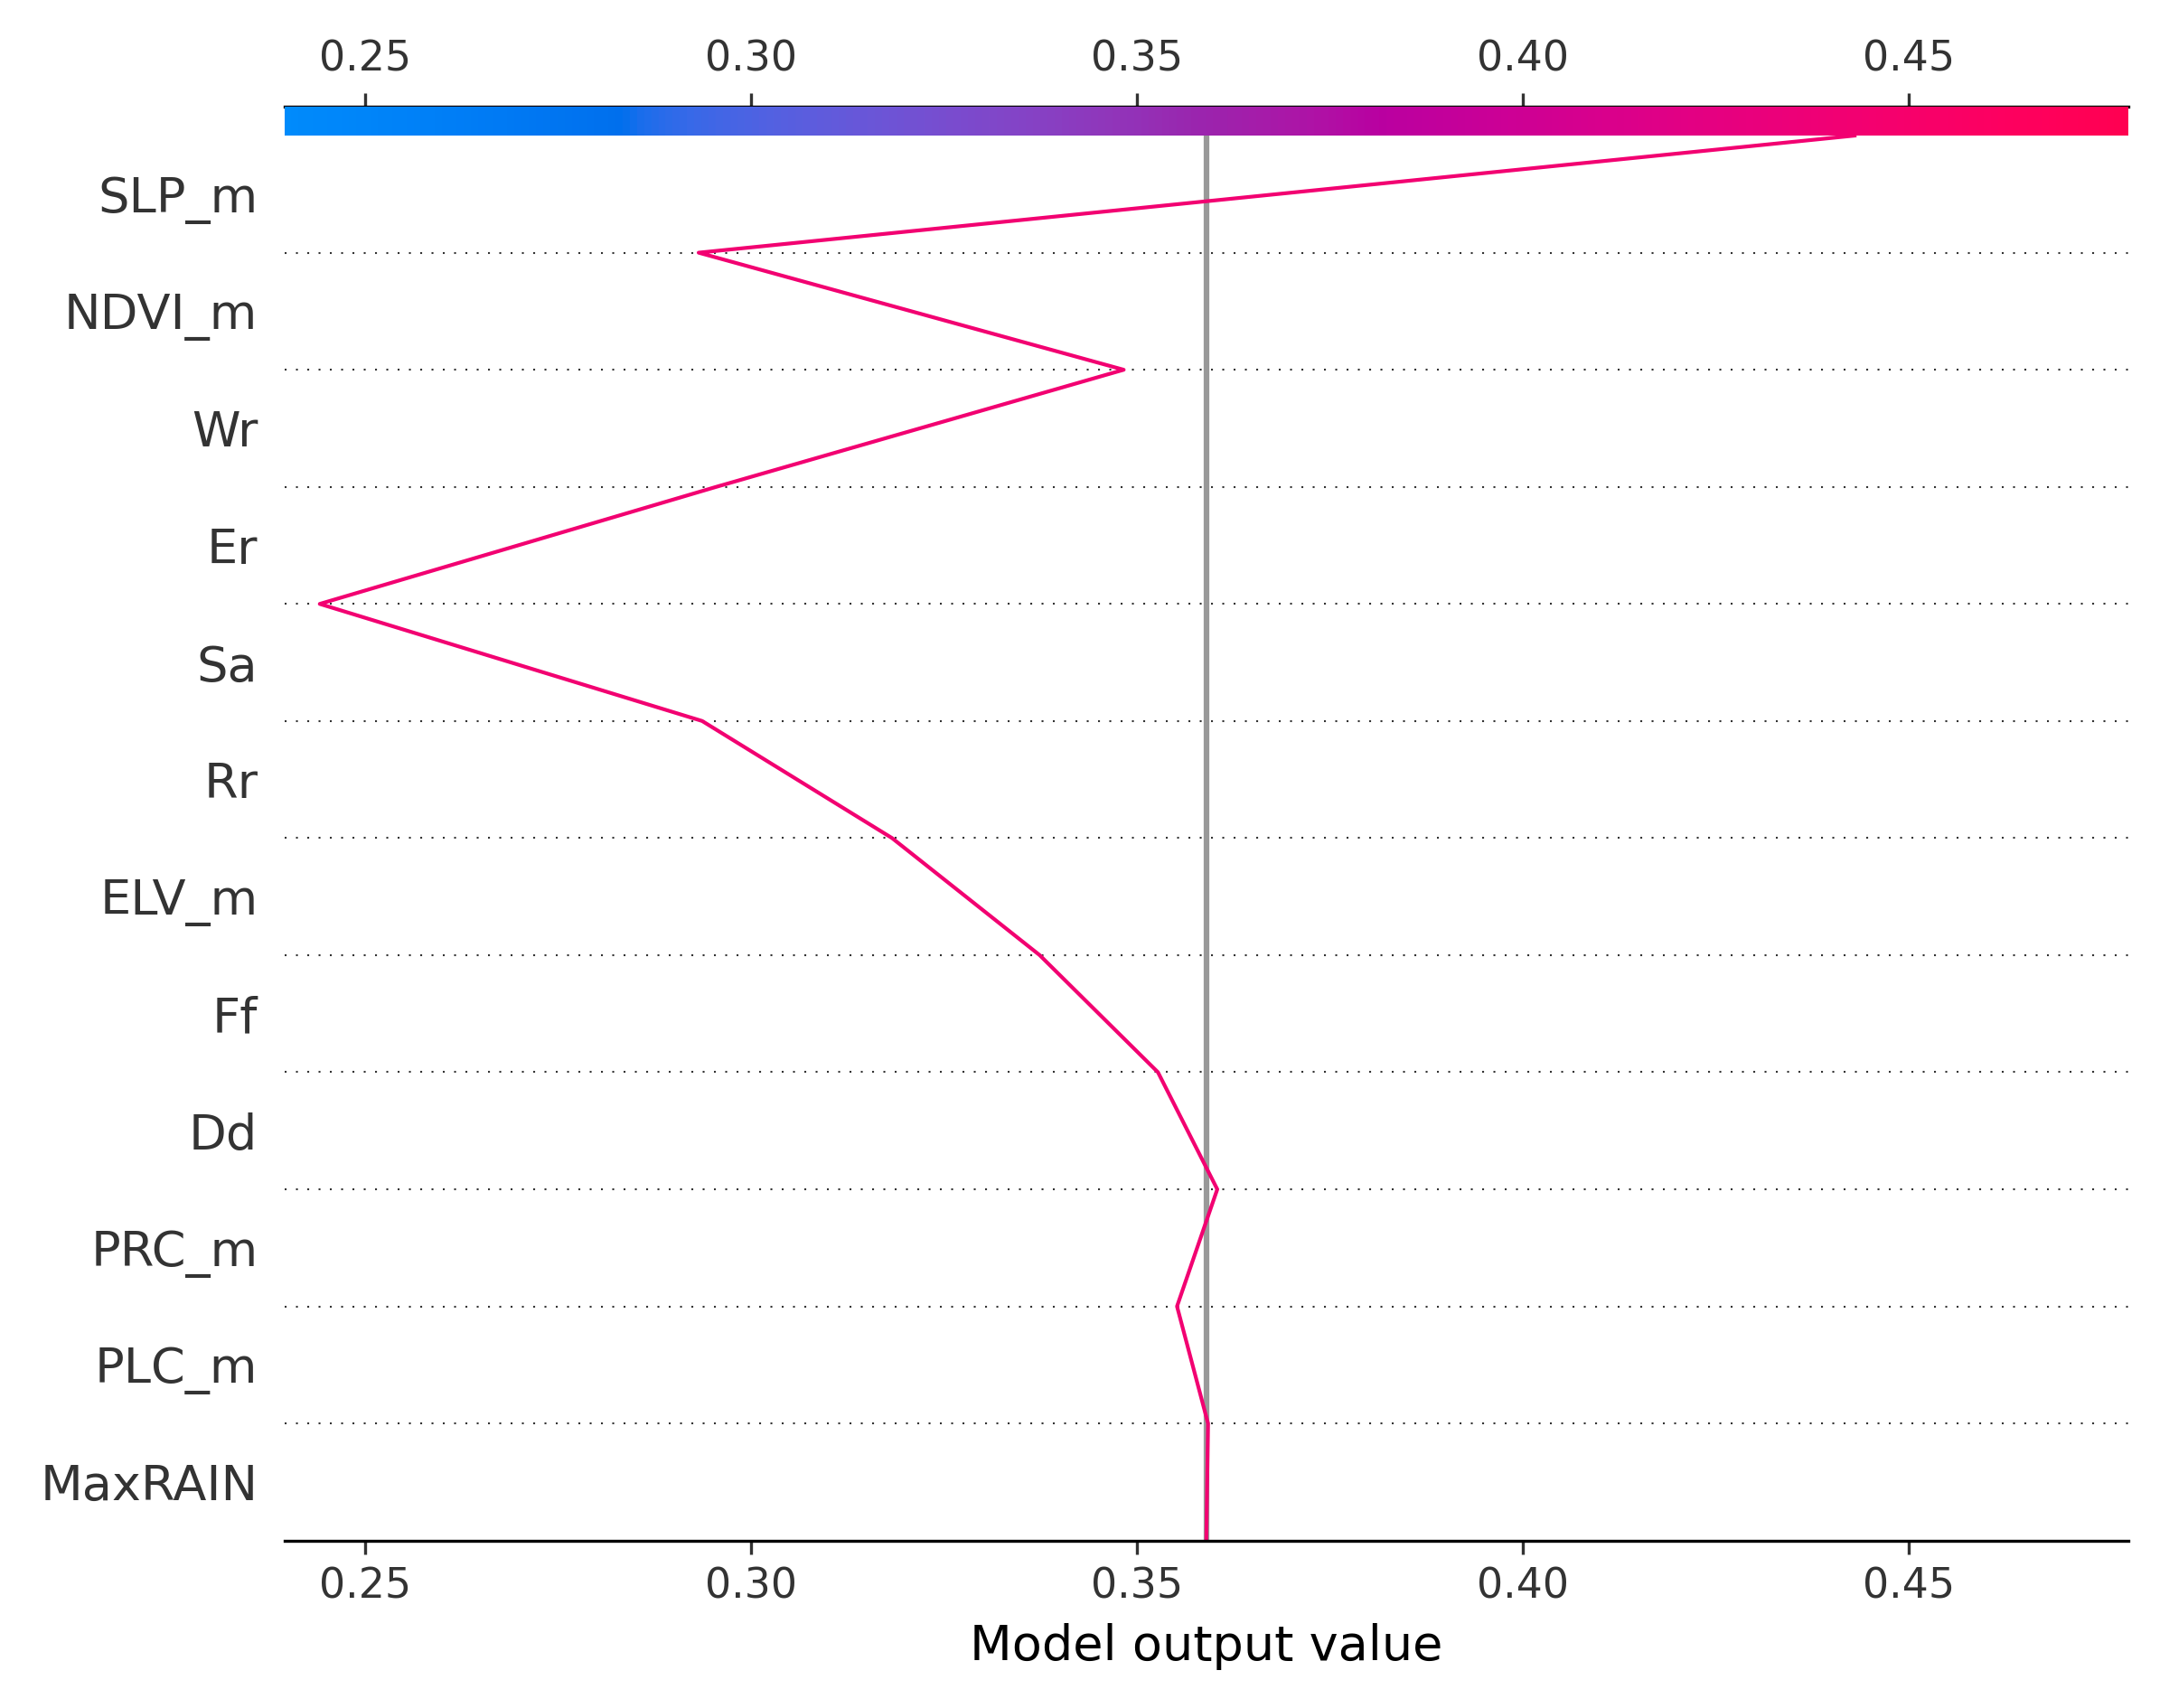 0.25 0.30 0.35 0.40 0.45
SLP_m
NDVI_m
Wr
Er
Sa
Rr
ELV_m
Ff
Dd
PRC_m
PLC_m
MaxRAIN
0.25 0.30 0.35 0.40 0.45
Model output value